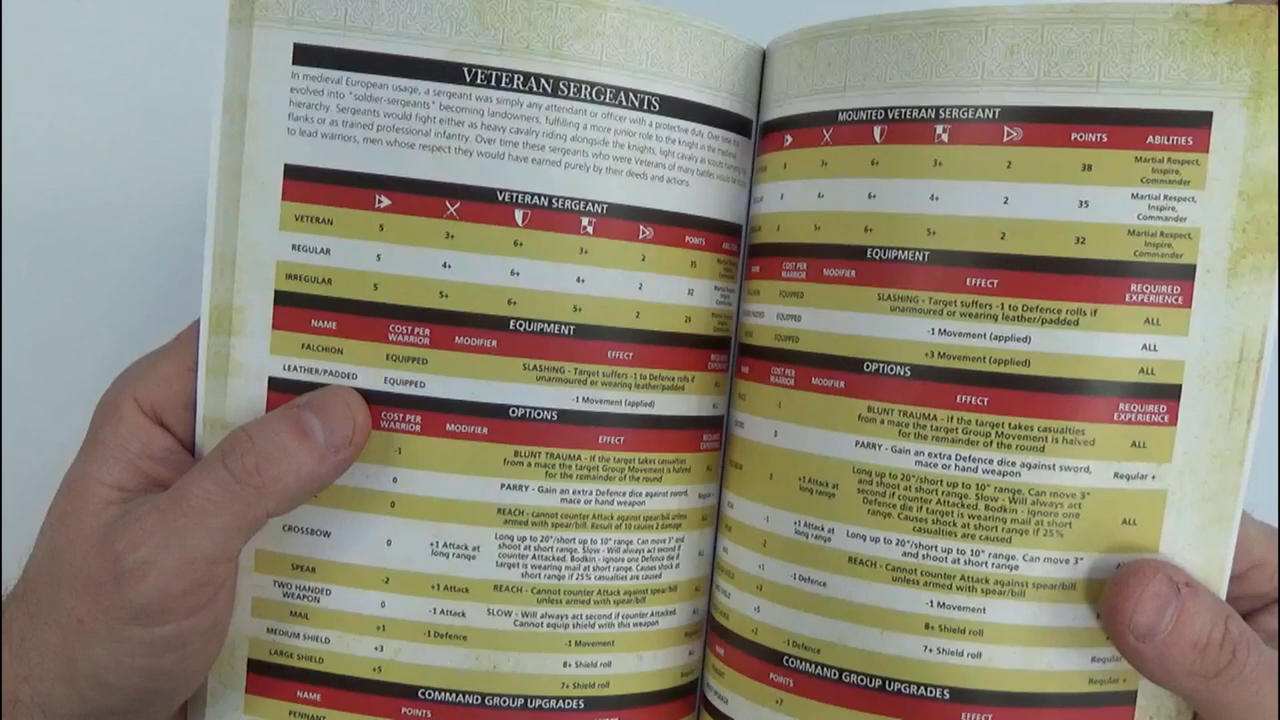 VETERAN SERGEANTS
In medieval European usage, a sergeant was simply any attendant or officer with a protective duty. Over time this
evolved into "soldier-sergeants" becoming landowners, fulfilling a more junior role to the knight in the medieval
hierarchy. Sergeants would fight either as heavy cavalry riding alongside the knights, light cavalry as scouts
flanks or as trained professional infantry. Over time these sergeants who were Veterans of many battles would
to lead warriors, men whose respect they would have earned purely by their deeds and actions.
VETERAN SERGEANT
POINTS
VETERAN 5 3+ 6+ 3+ 2 35
REGULAR 5 4+ 6+ 4+ 2 32
IRREGULAR 5 5+ 6+ 5+ 2 29
EQUIPMENT
NAME COST PER WARRIOR MODIFIER EFFECT
FALCHION EQUIPPED SLASHING - Target suffers -1 to Defence rolls if
unarmoured or wearing leather/padded ALL
LEATHER/PADDED EQUIPPED -1 Movement (applied) ALL
OPTIONS
COST PER WARRIOR MODIFIER EFFECT
-1 BLUNT TRAUMA - If the target takes casualties
from a mace the target Group Movement is halved
for the remainder of the round ALL
0 PARRY - Gain an extra Defence dice against sword,
mace or hand weapon
0 REACH - Cannot counter Attack against spear/bill unless
armed with spear/bill. Result of 10 causes 2 damage
CROSSBOW 0 +1 Attack at long range
Long up to 20"/short up to 10" range. Can move 3" and
shoot at short range. Slow - Will always act second if
counter Attacked. Bodkin - ignore one Defence die if
target is wearing mail at short range. Causes shock at
short range if 25% casualties are caused ALL
SPEAR -2 +1 Attack REACH - Cannot counter Attack against spear/bill
unless armed with spear/bill ALL
TWO HANDED WEAPON 0 -1 Attack SLOW - Will always act second if counter Attacked.
Cannot equip shield with this weapon ALL
MAIL +1 -1 Defence -1 Movement
MEDIUM SHIELD +3 8+ Shield roll ALL
LARGE SHIELD +5 7+ Shield roll
COMMAND GROUP UPGRADES
NAME POINTS
PENNANT
MOUNTED VETERAN SERGEANT
POINTS ABILITIES
8 3+ 6+ 3+ 2 38 Martial Respect,
Inspire,
Commander
8 4+ 6+ 4+ 2 35 Martial Respect,
Inspire,
Commander
8 5+ 6+ 5+ 2 32 Martial Respect,
Inspire,
Commander
EQUIPMENT
COST PER WARRIOR MODIFIER EFFECT REQUIRED EXPERIENCE
EQUIPPED SLASHING - Target suffers -1 to Defence rolls if
unarmoured or wearing leather/padded ALL
EQUIPPED -1 Movement (applied) ALL
EQUIPPED +3 Movement (applied) ALL
OPTIONS
COST PER WARRIOR MODIFIER EFFECT REQUIRED EXPERIENCE
-1 BLUNT TRAUMA - If the target takes casualties
from a mace the target Group Movement is halved
for the remainder of the round ALL
0 PARRY - Gain an extra Defence dice against sword,
mace or hand weapon Regular +
+1 Attack at long range
Long up to 20"/short up to 10" range. Can move 3"
and shoot at short range. Slow - Will always act
second if counter Attacked. Bodkin - ignore one
Defence die if target is wearing mail at short
range. Causes shock at short range if 25%
casualties are caused ALL
-1 +1 Attack at long range Long up to 20"/short up to 10" range. Can move 3"
and shoot at short range
-2 REACH - Cannot counter Attack against spear/bill
unless armed with spear/bill
+1 -1 Defence -1 Movement
+3 8+ Shield roll
+5 7+ Shield roll Regular
+2 -1 Defence Regular +
COMMAND GROUP UPGRADES
POINTS EFFECT
+7